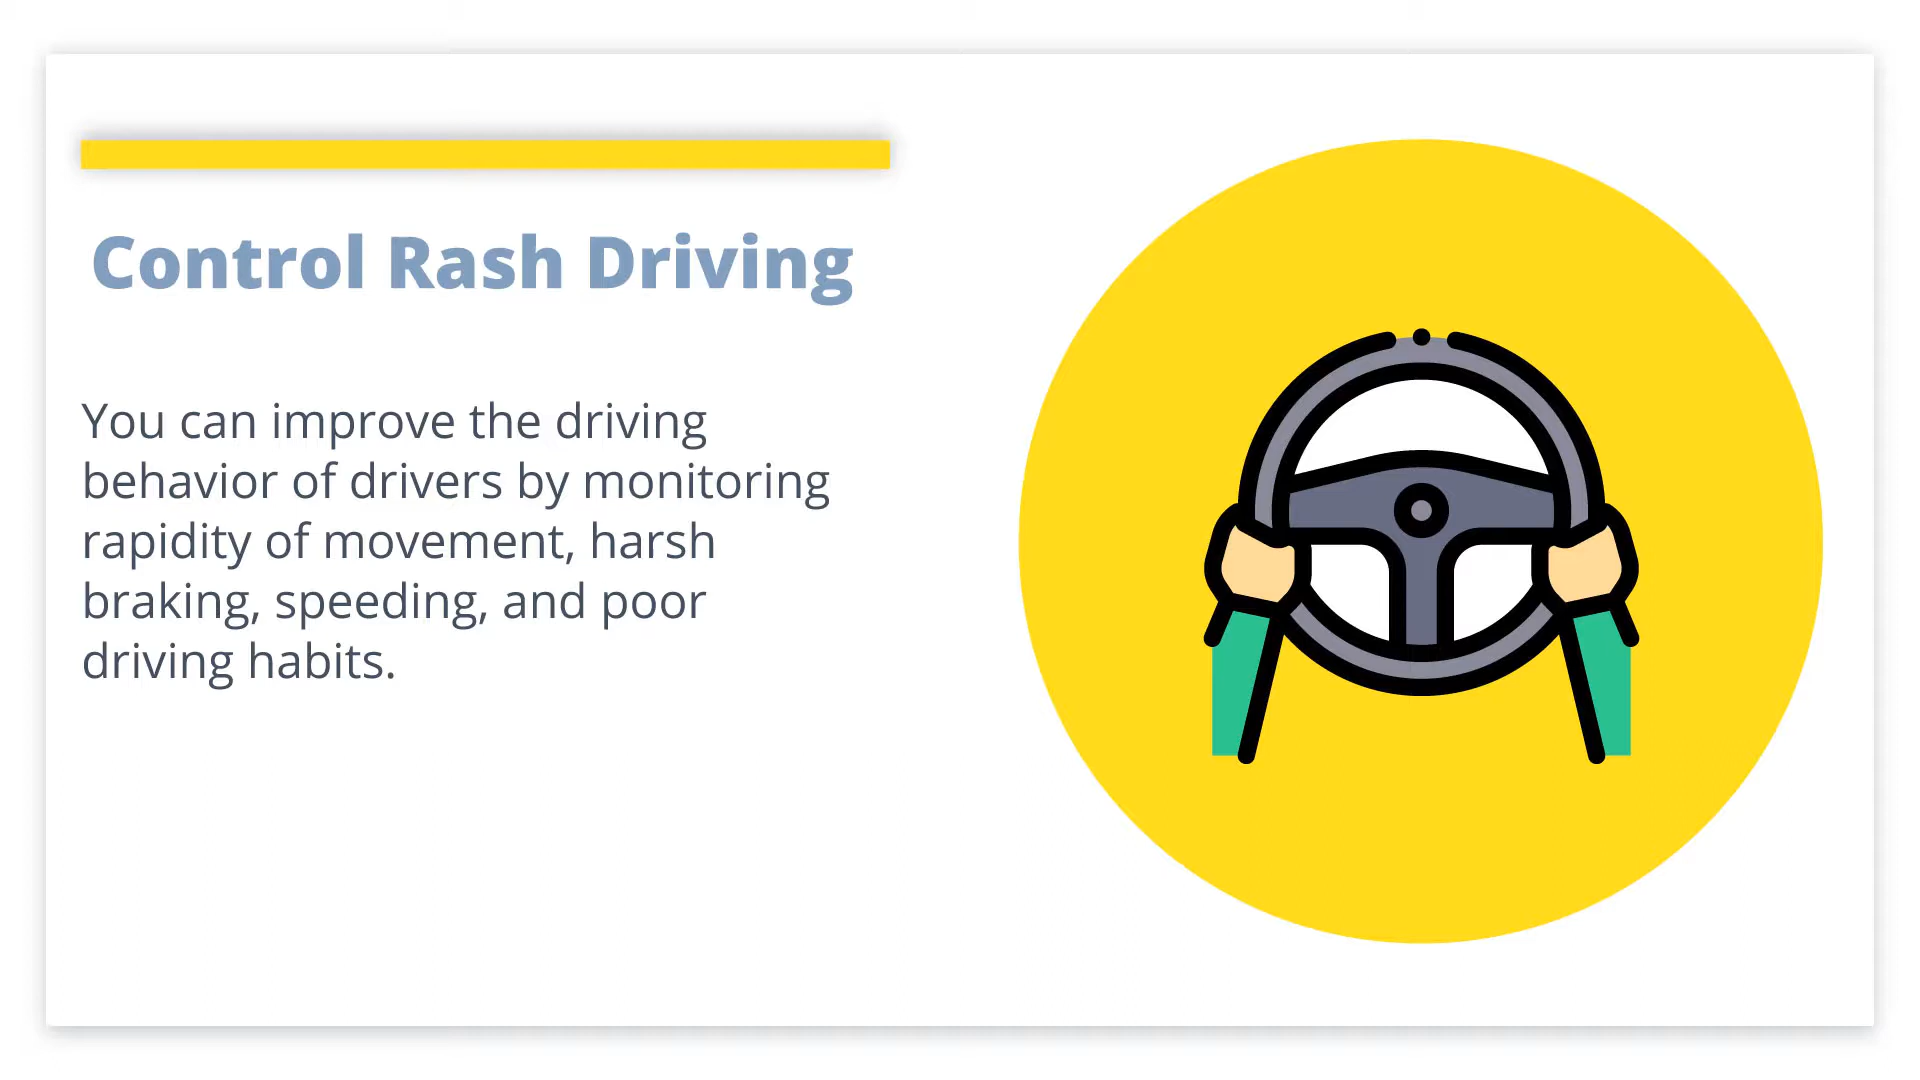 Control Rash Driving
You can improve the driving
behavior of drivers by monitoring
rapidity of movement, harsh
braking, speeding, and poor
driving habits.